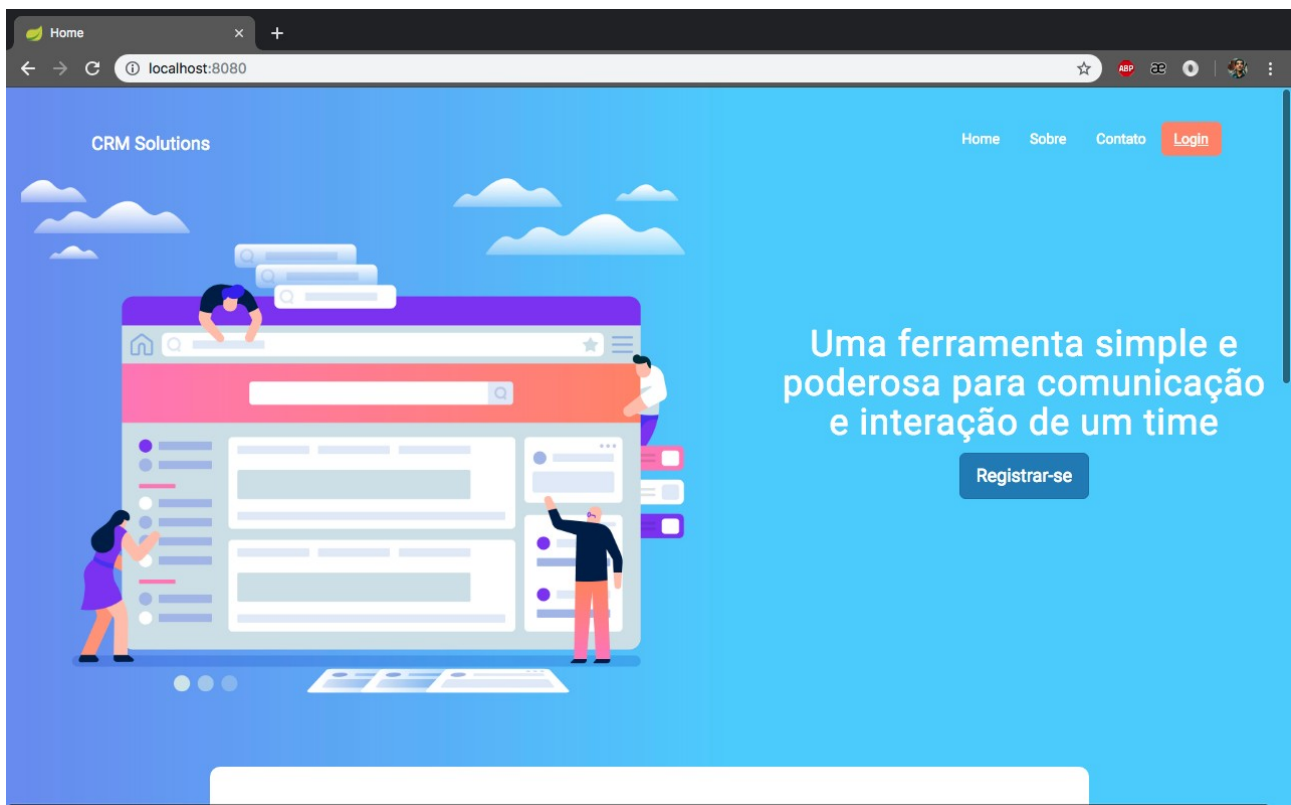 Home
localhost:8080
ABP
CRM Solutions
Home Sobre Contato Login
Uma ferramenta simple e
poderosa para comunicação
e interação de um time
Registrar-se